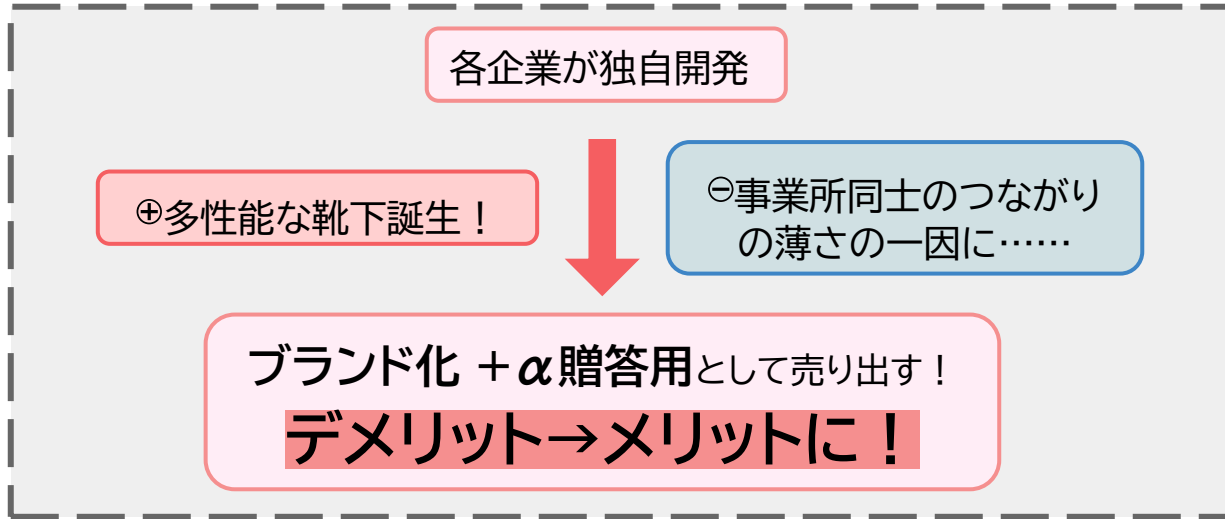 各企業が独自開発
⊕多性能な靴下誕生!
⊖事業所同士のつながり
の薄さの一因に……
ブランド化 +α贈答用として売り出す!
デメリット→メリットに!